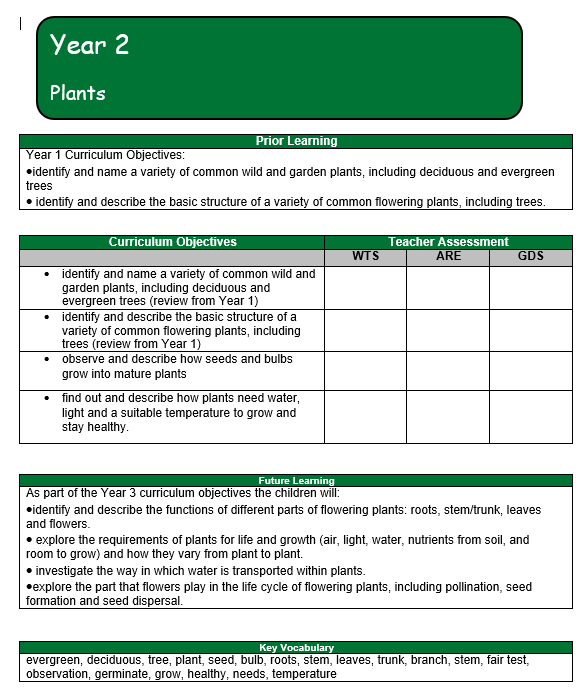 Year 2
Plants
Prior Learning
Year 1 Curriculum Objectives:
•identify and name a variety of common wild and garden plants, including deciduous and evergreen
trees
• identify and describe the basic structure of a variety of common flowering plants, including trees.
Curriculum Objectives
Teacher Assessment
WTS
ARE
GDS
• identify and name a variety of common wild and
garden plants, including deciduous and
evergreen trees (review from Year 1)
• identify and describe the basic structure of a
variety of common flowering plants, including
trees (review from Year 1)
• observe and describe how seeds and bulbs
grow into mature plants
• find out and describe how plants need water,
light and a suitable temperature to grow and
stay healthy.
Future Learning
As part of the Year 3 curriculum objectives the children will:
•identify and describe the functions of different parts of flowering plants: roots, stem/trunk, leaves
and flowers.
• explore the requirements of plants for life and growth (air, light, water, nutrients from soil, and
room to grow) and how they vary from plant to plant.
• investigate the way in which water is transported within plants.
•explore the part that flowers play in the life cycle of flowering plants, including pollination, seed
formation and seed dispersal.
Key Vocabulary
evergreen, deciduous, tree, plant, seed, bulb, roots, stem, leaves, trunk, branch, stem, fair test,
observation, germinate, grow, healthy, needs, temperature